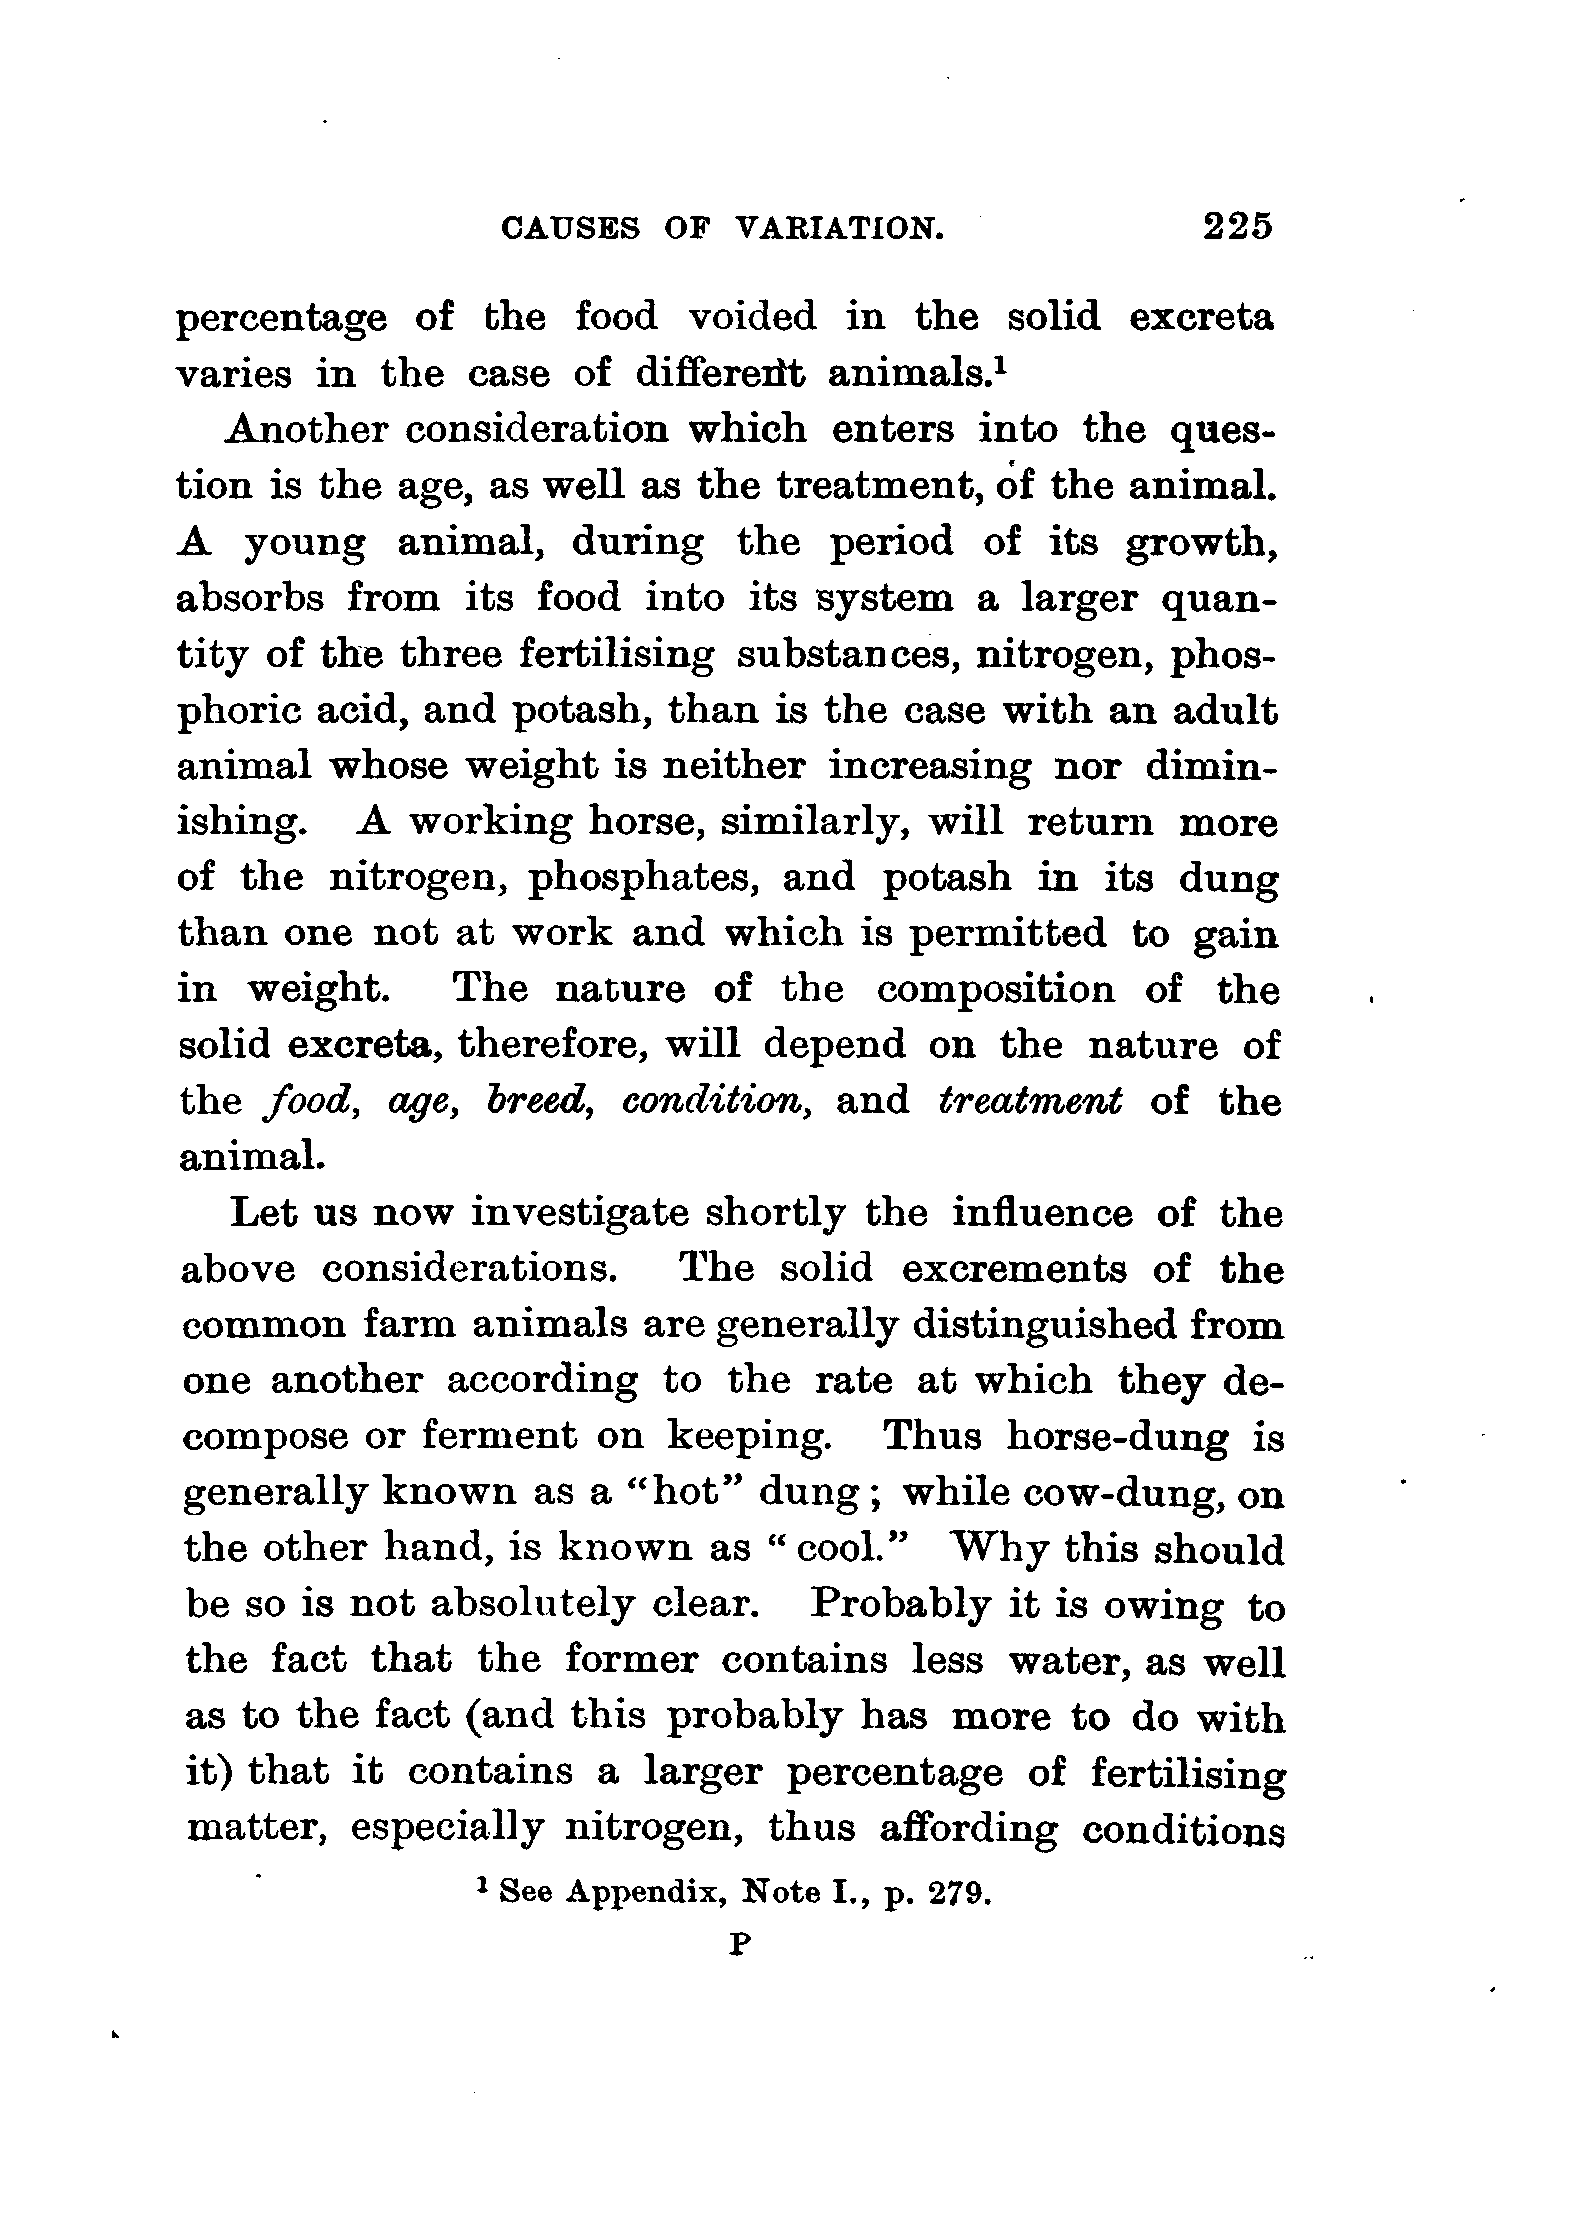 CAUSES OF VARIATION. 225
percentage of the food voided in the solid excreta
varies in the case of different animals.¹
Another consideration which enters into the ques-
tion is the age, as well as the treatment, of the animal.
A young animal, during the period of its growth,
absorbs from its food into its system a larger quan-
tity of the three fertilising substances, nitrogen, phos-
phoric acid, and potash, than is the case with an adult
animal whose weight is neither increasing nor dimin-
ishing. A working horse, similarly, will return more
of the nitrogen, phosphates, and potash in its dung
than one not at work and which is permitted to gain
in weight. The nature of the composition of the
solid excreta, therefore, will depend on the nature of
the food, age, breed, condition, and treatment of the
animal.
Let us now investigate shortly the influence of the
above considerations. The solid excrements of the
common farm animals are generally distinguished from
one another according to the rate at which they de-
compose or ferment on keeping. Thus horse-dung is
generally known as a "hot" dung; while cow-dung, on
the other hand, is known as "cool." Why this should
be so is not absolutely clear. Probably it is owing to
the fact that the former contains less water, as well
as to the fact (and this probably has more to do with
it) that it contains a larger percentage of fertilising
matter, especially nitrogen, thus affording conditions
¹ See Appendix, Note I., p. 279.
P